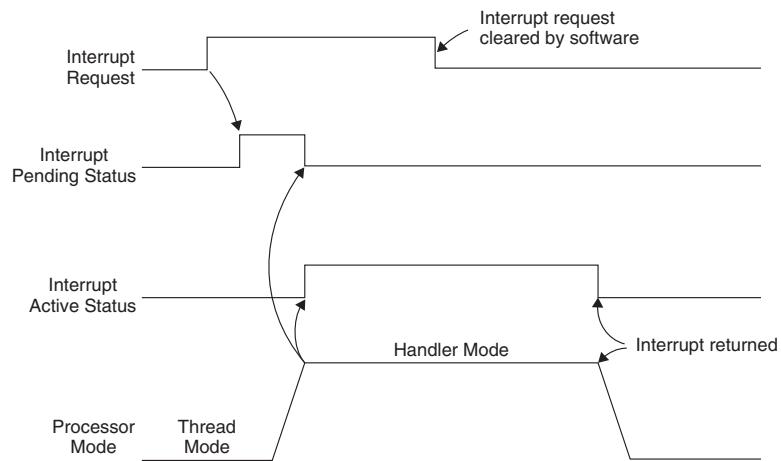 Interrupt request
cleared by software
Interrupt
Request
Interrupt
Pending Status
Interrupt
Active Status
Handler Mode
Interrupt returned
Processor
Mode
Thread
Mode